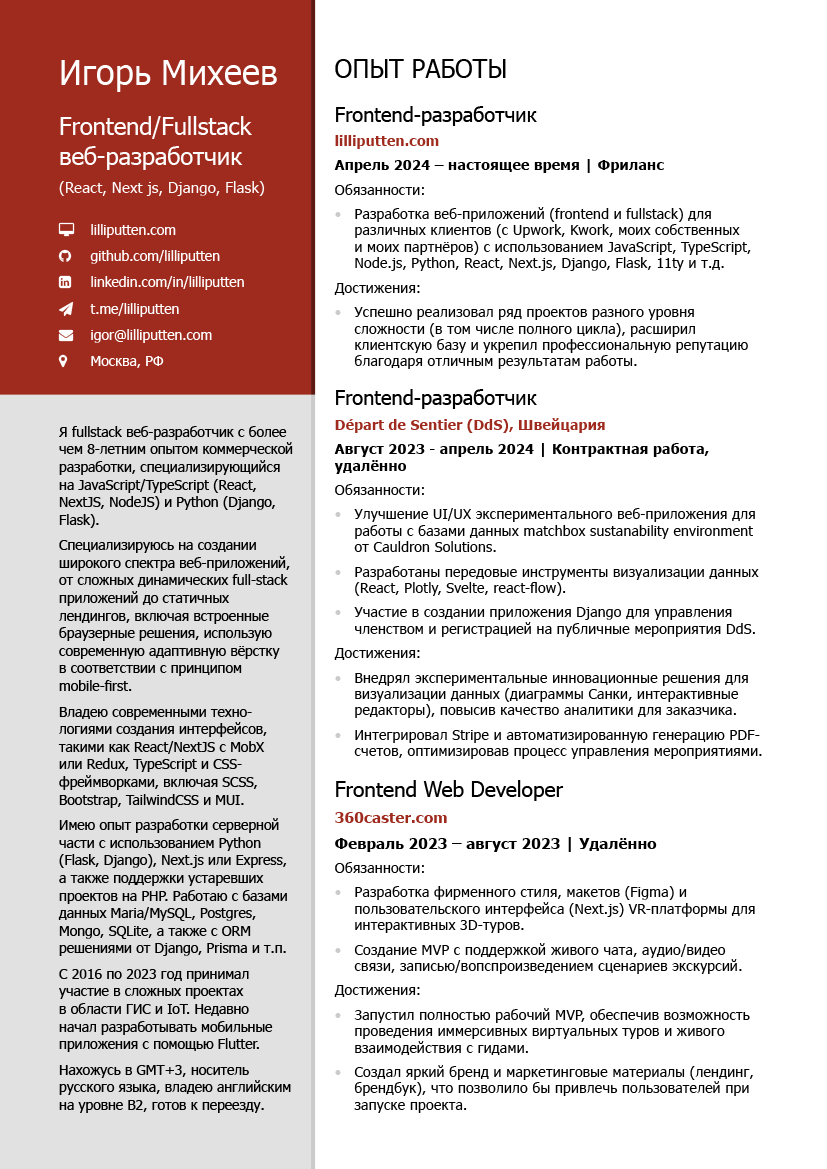 Игорь Михеев
Frontend/Fullstack
веб-разработчик
(React, Next js, Django, Flask)
lilliputten.com
github.com/lilliputten
linkedin.com/in/lilliputten
t.me/lilliputten
igor@lilliputten.com
Москва, РФ
Я fullstack веб-разработчик с более
чем 8-летним опытом коммерческой
разработки, специализирующийся
на JavaScript/TypeScript (React,
NextJS, NodeJS) и Python (Django,
Flask).
Специализируюсь на создании
широкого спектра веб-приложений,
от сложных динамических full-stack
приложений до статичных
лендингов, включая встроенные
браузерные решения, использую
современную адаптивную вёрстку
в соответствии с принципом
mobile-first.
Владею современными техно-
логиями создания интерфейсов,
такими как React/NextJS с MobX
или Redux, TypeScript и CSS-
фреймворками, включая SCSS,
Bootstrap, TailwindCSS и MUI.
Имею опыт разработки серверной
части с использованием Python
(Flask, Django), Next.js или Express,
а также поддержки устаревших
проектов на PHP. Работаю с базами
данных Maria/MySQL, Postgres,
Mongo, SQLite, а также с ORM
решениями от Django, Prisma и т.п.
С 2016 по 2023 год принимал
участие в сложных проектах
в области ГИС и IoT. Недавно
начал разработывать мобильные
приложения с помощью Flutter.
Нахожусь в GMT+3, носитель
русского языка, владею английским
на уровне B2, готов к переезду.
ОПЫТ РАБОТЫ
Frontend-разработчик
lilliputten.com
Апрель 2024 – настоящее время | Фриланс
Обязанности:
• Разработка веб-приложений (frontend и fullstack) для
различных клиентов (с Upwork, Kwork, моих собственных
и моих партнёров) с использованием JavaScript, TypeScript,
Node.js, Python, React, Next.js, Django, Flask, 11ty и т.д.
Достижения:
• Успешно реализовал ряд проектов разного уровня
сложности (в том числе полного цикла), расширил
клиентскую базу и укрепил профессиональную репутацию
благодаря отличным результатам работы.
Frontend-разработчик
Départ de Sentier (DdS), Швейцария
Август 2023 - апрель 2024 | Контрактная работа,
удалённо
Обязанности:
• Улучшение UI/UX экспериментального веб-приложения для
работы с базами данных matchbox sustanability environment
от Cauldron Solutions.
• Разработаны передовые инструменты визуализации данных
(React, Plotly, Svelte, react-flow).
• Участие в создании приложения Django для управления
членством и регистрацией на публичные мероприятия DdS.
Достижения:
• Внедрял экспериментальные инновационные решения для
визуализации данных (диаграммы Санки, интерактивные
редакторы), повысив качество аналитики для заказчика.
• Интегрировал Stripe и автоматизированную генерацию PDF-
счетов, оптимизировав процесс управления мероприятиями.
Frontend Web Developer
360caster.com
Февраль 2023 – август 2023 | Удалённо
Обязанности:
• Разработка фирменного стиля, макетов (Figma) и
пользовательского интерфейса (Next.js) VR-платформы для
интерактивных 3D-туров.
• Создание MVP с поддержкой живого чата, аудио/видео
связи, записью/вопспроизведением сценариев экскурсий.
Достижения:
• Запустил полностью рабочий MVP, обеспечив возможность
проведения иммерсивных виртуальных туров и живого
взаимодействия с гидами.
• Создал яркий бренд и маркетинговые материалы (лендинг,
брендбук), что позволило бы привлечь пользователей при
запуске проекта.